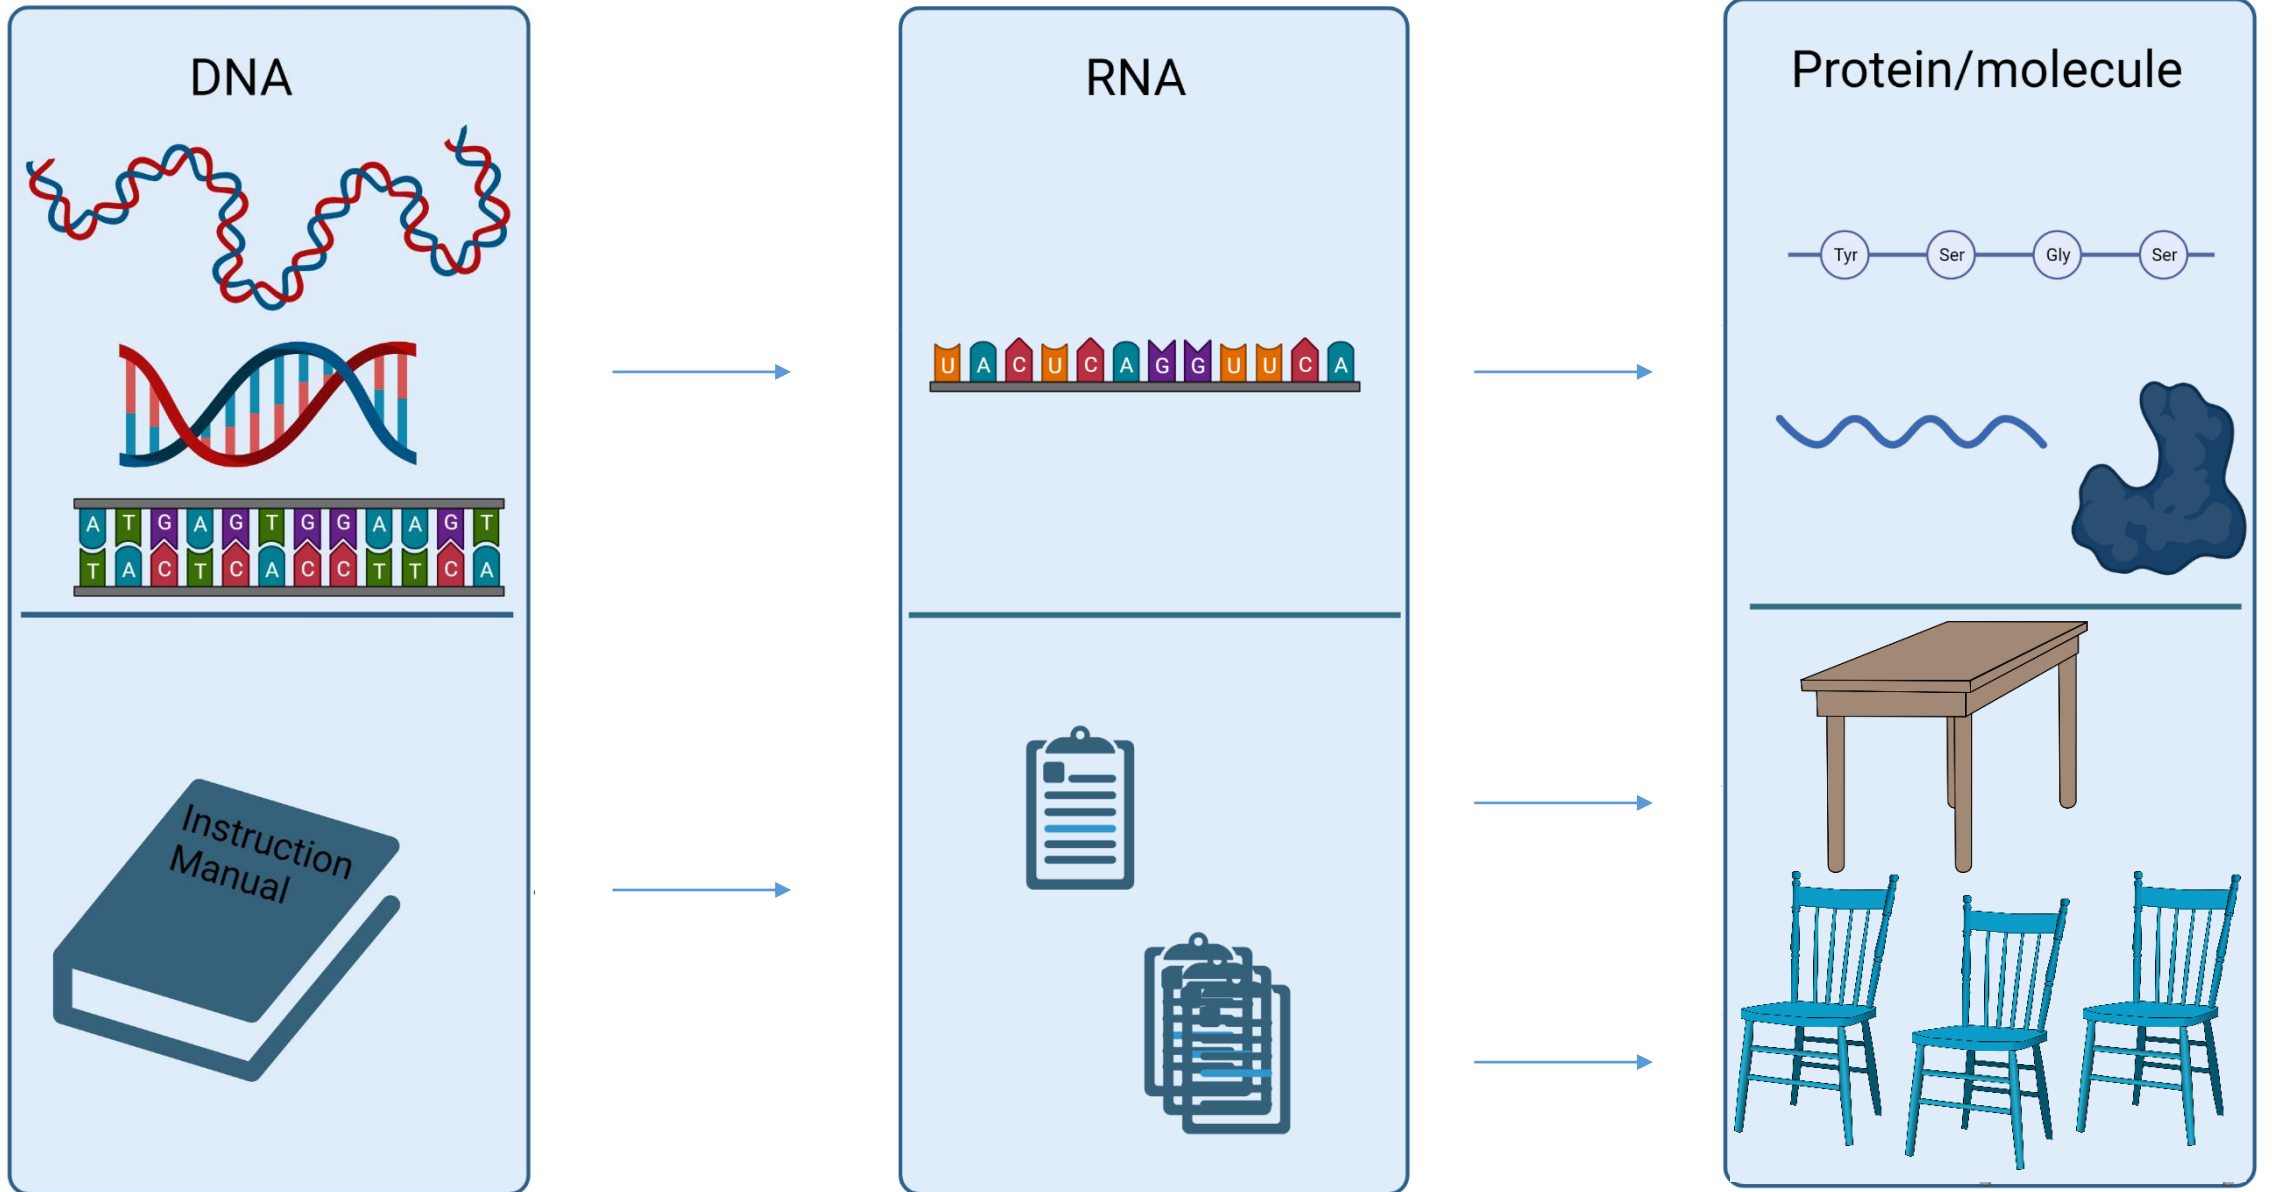 DNA
A T G A G T G G A A G T
T A C T C A C C T T C A
Instruction
Manual
RNA
U A C U C A G G U U C A
Protein/molecule
Tyr Ser Gly Ser